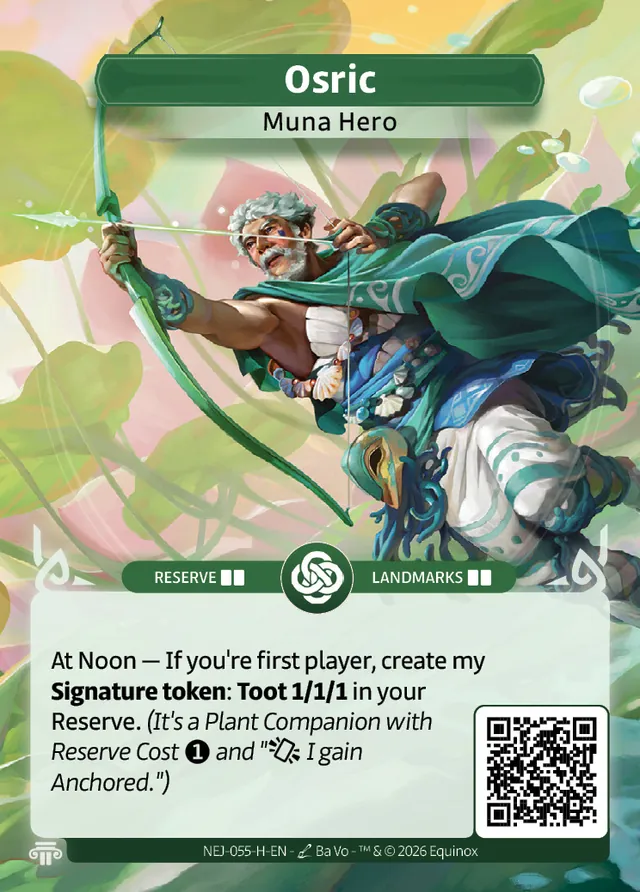 Osric
Muna Hero
RESERVE
LANDMARKS
At Noon — If you're first player, create my
Signature token: Toot 1/1/1 in your
Reserve. (It's a Plant Companion with
Reserve Cost 1 and " I gain
Anchored.")
NEJ-055-H-EN - Ba Vo - ™ & © 2026 Equinox